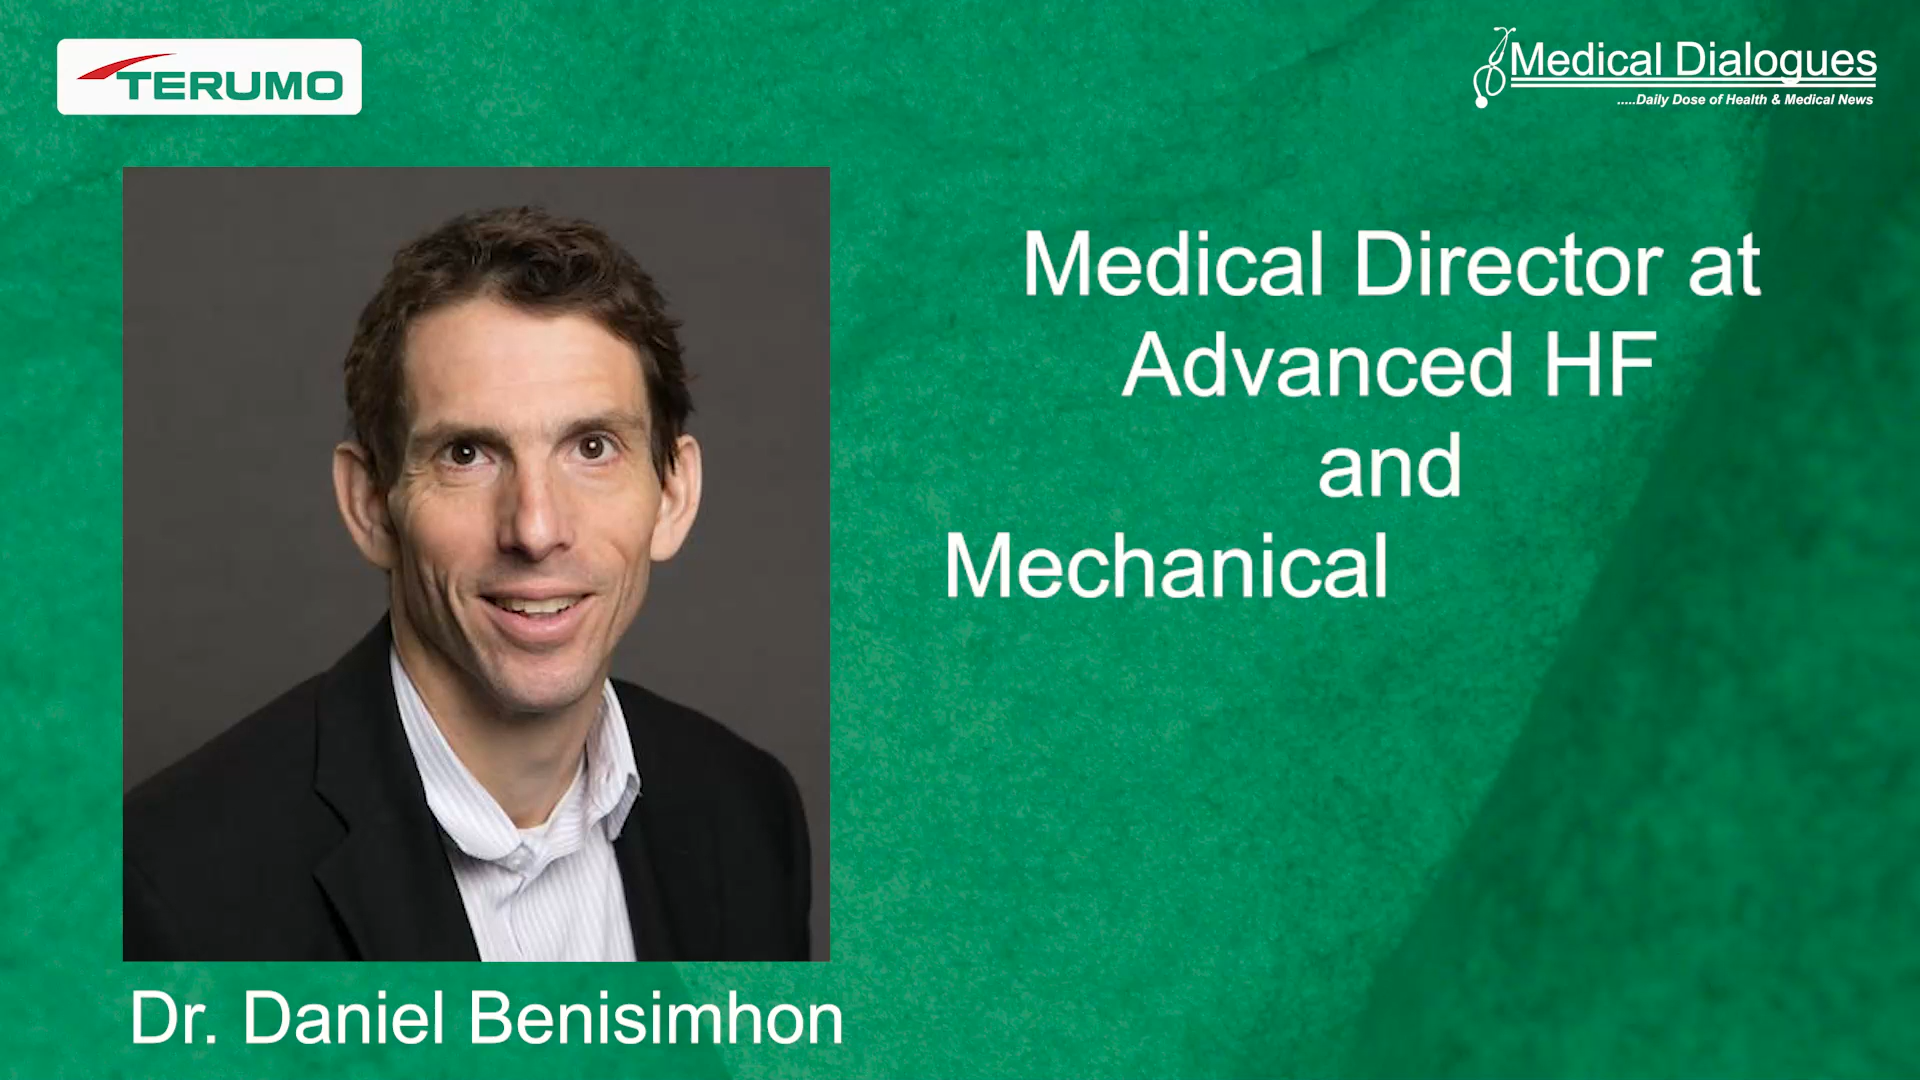 TERUMO
Medical Dialogues
.....Daily Dose of Health & Medical News
Medical Director at
Advanced HF
and
Mechanical
Dr. Daniel Benisimhon